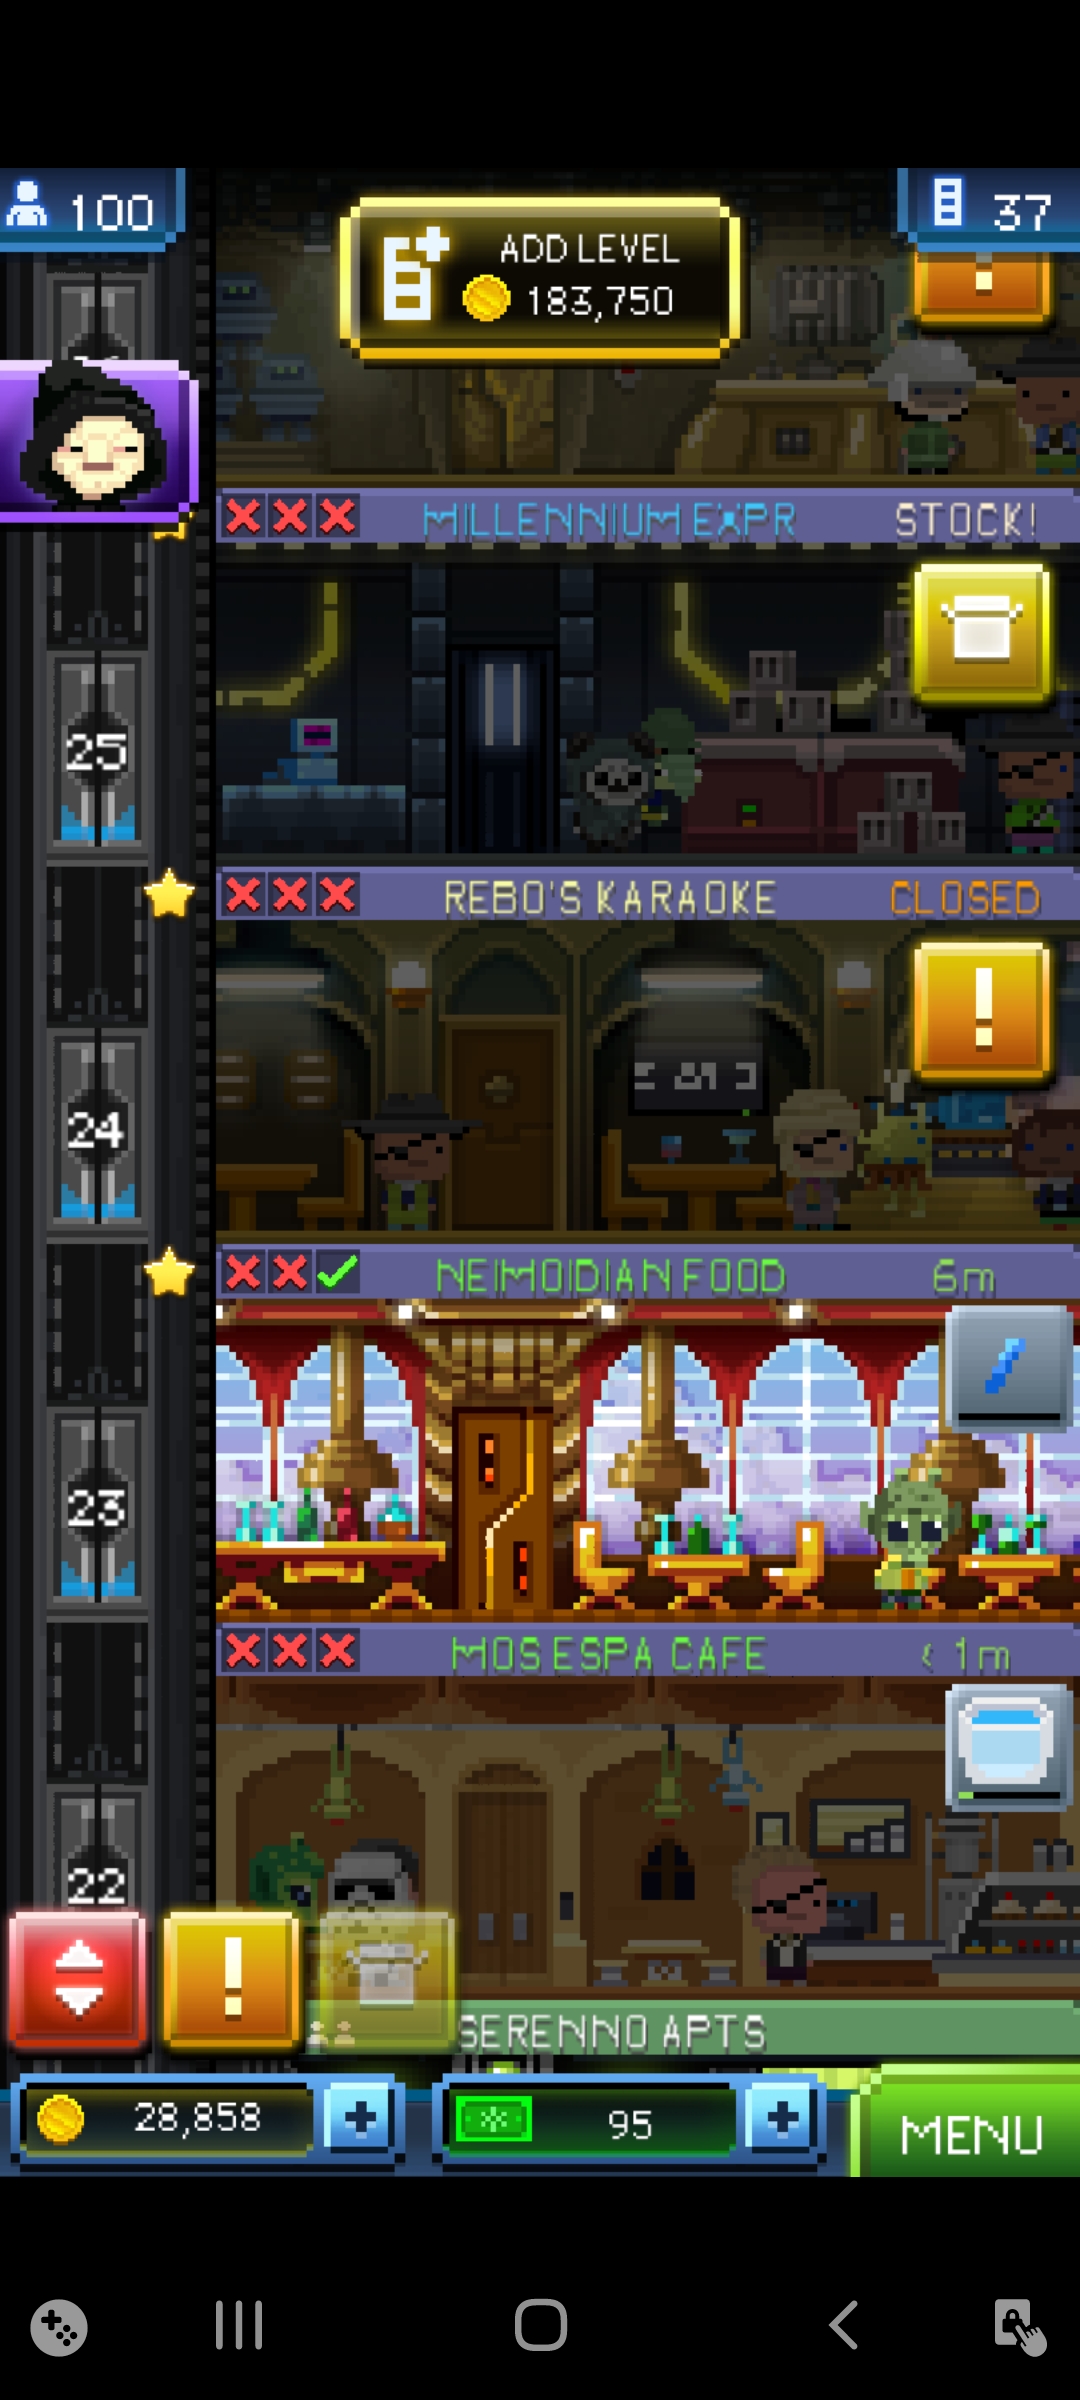 100
ADD LEVEL
183,750
37
MILLENNIUM EXPR
STOCK!
25
REBO'S KARAOKE
CLOSED
24
NEIMOIDIAN FOOD
6m
23
MOS ESPA CAFE
< 1m
22
SERENNO APTS
28,858
95
MENU